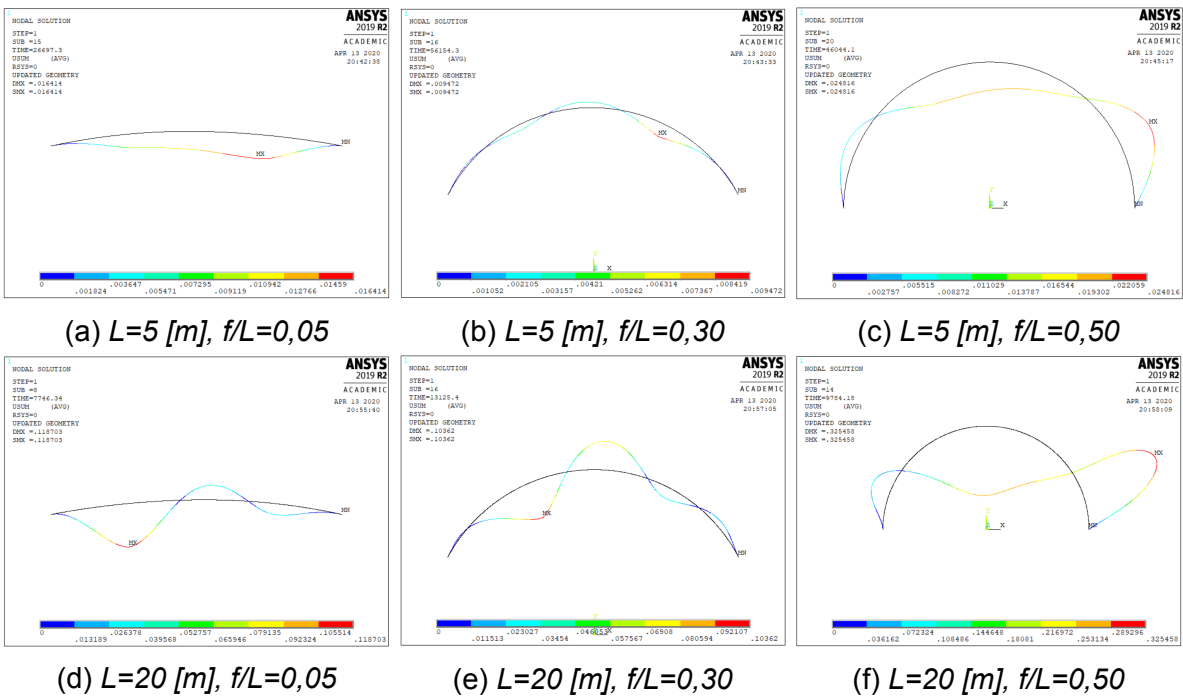 1
NODAL SOLUTION
STEP=1
SUB =15
TIME=26697.3
USUM (AVG)
RSYS=0
UPDATED GEOMETRY
DMX =.016414
SMX =.016414
ANSYS
2019 R2
ACADEMIC
APR 13 2020
20:42:38
MN
MX
0 .003647 .007295 .010942 .01459
.001824 .005471 .009119 .012766 .016414
(a) L=5 [m], f/L=0,05
1
NODAL SOLUTION
STEP=1
SUB =16
TIME=56154.3
USUM (AVG)
RSYS=0
UPDATED GEOMETRY
DMX =.009472
SMX =.009472
ANSYS
2019 R2
ACADEMIC
APR 13 2020
20:43:33
MX
MN
X
0 .002105 .00421 .006314 .008419
.001052 .003157 .005262 .007367 .009472
(b) L=5 [m], f/L=0,30
1
NODAL SOLUTION
STEP=1
SUB =20
TIME=46044.1
USUM (AVG)
RSYS=0
UPDATED GEOMETRY
DMX =.024816
SMX =.024816
ANSYS
2019 R2
ACADEMIC
APR 13 2020
20:45:17
MX
Y
X
MN
0 .005515 .011029 .016544 .022059
.002757 .008272 .013787 .019302 .024816
(c) L=5 [m], f/L=0,50
1
NODAL SOLUTION
STEP=1
SUB =8
TIME=7746.34
USUM (AVG)
RSYS=0
UPDATED GEOMETRY
DMX =.118703
SMX =.118703
ANSYS
2019 R2
ACADEMIC
APR 13 2020
20:55:40
MN
MX
0 .026378 .052757 .079135 .105514
.013189 .039568 .065946 .092324 .118703
(d) L=20 [m], f/L=0,05
1
NODAL SOLUTION
STEP=1
SUB =16
TIME=13125.4
USUM (AVG)
RSYS=0
UPDATED GEOMETRY
DMX =.10362
SMX =.10362
ANSYS
2019 R2
ACADEMIC
APR 13 2020
20:57:05
MX
MN
X
0 .023027 .046053 .06908 .092107
.011513 .03454 .057567 .080594 .10362
(e) L=20 [m], f/L=0,30
1
NODAL SOLUTION
STEP=1
SUB =14
TIME=9784.18
USUM (AVG)
RSYS=0
UPDATED GEOMETRY
DMX =.325458
SMX =.325458
ANSYS
2019 R2
ACADEMIC
APR 13 2020
20:58:09
MX
Y
X
MN
0 .072324 .144648 .216972 .289296
.036162 .108486 .18081 .253134 .325458
(f) L=20 [m], f/L=0,50